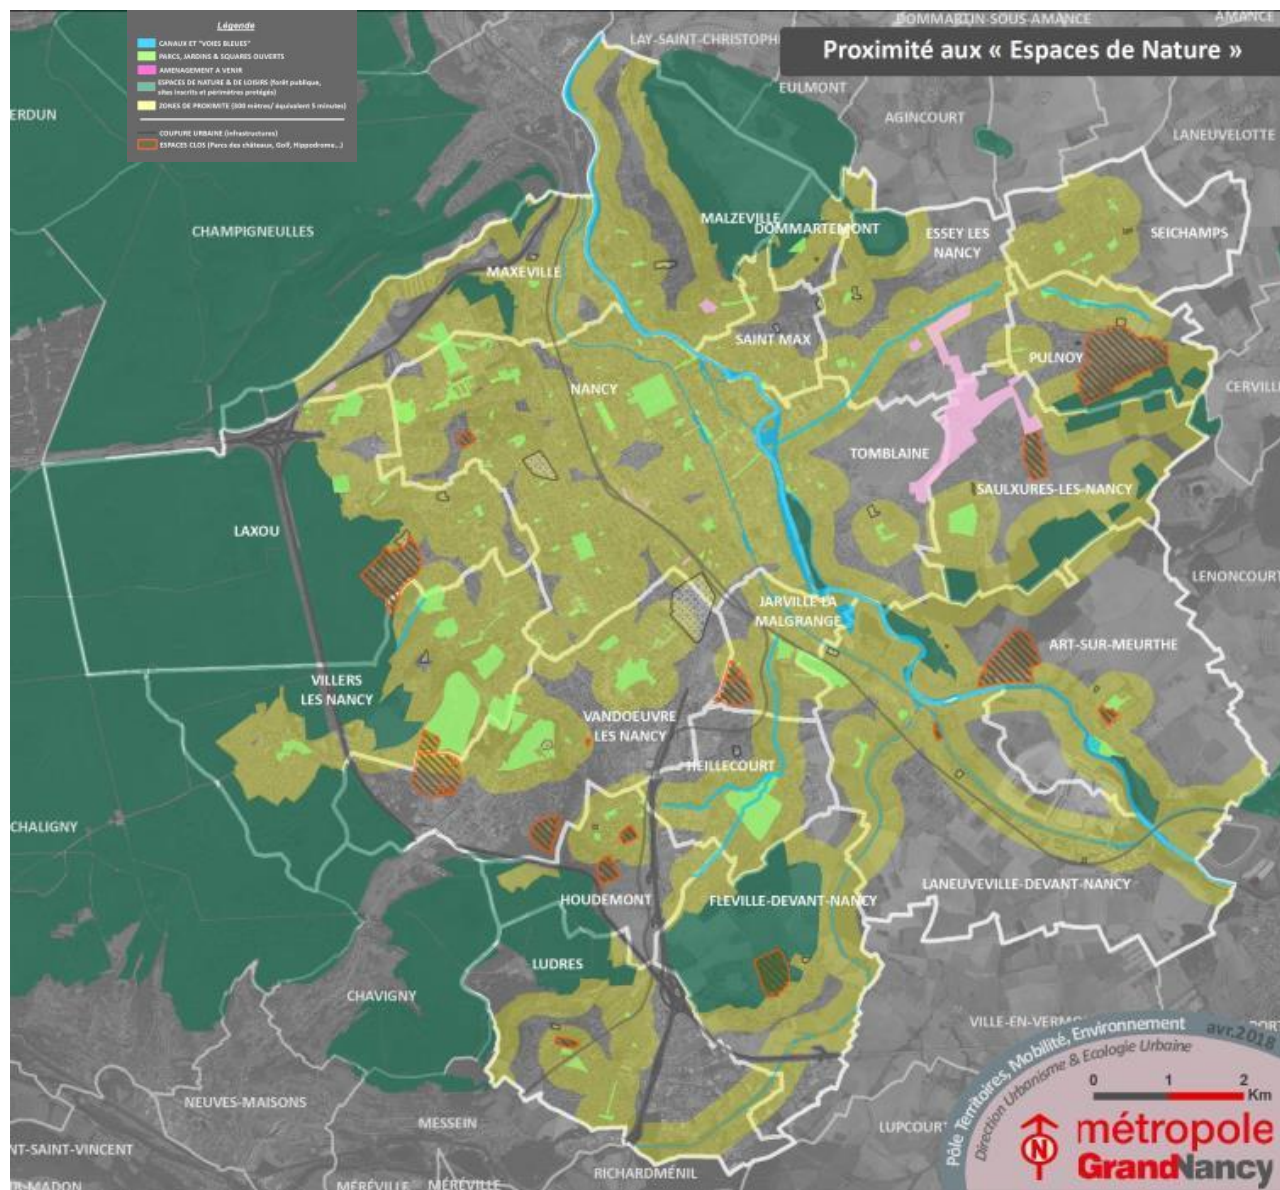 Légende
CANAUX ET "VOIES BLEUES"
PARCS, JARDINS & SQUARES OUVERTS
AMENAGEMENT A VENIR
ESPACES DE NATURE & DE LOISIRS (forêt publique,
sites inscrits et périmètres protégés)
ZONES DE PROXIMITE (300 mètres/ équivalent 5 minutes)
COUPURE URBAINE (infrastructures)
ESPACES CLOS (Parcs des châteaux, Golf, Hippodrome...)
Proximité aux « Espaces de Nature »
DOMMARTIN-SOUS-AMANCE
AMANCE
LAY-SAINT-CHRISTOPH
EULMONT
AGINCOURT
LANEUVELOTTE
ERDUN
CHAMPIGNEULLES
MALZEVILLE
DOMMARTEMONT
ESSEY LES
NANCY
SEICHAMPS
MAXEVILLE
SAINT MAX
PULNOY
NANCY
CERVILL
TOMBLAINE
SAULXURES-LES-NANCY
LAXOU
LENONCOURT
JARVILLE-LA
MALGRANGE
ART-SUR-MEURTHE
VILLERS
LES NANCY
VANDOEUVRE
LES NANCY
HEILLECOURT
CHALIGNY
HOUDEMONT
FLEVILLE-DEVANT-NANCY
LANEUVEVILLE-DEVANT-NANCY
LUDRES
CHAVIGNY
VILLE-EN-VERMO
NEUVES-MAISONS
MESSEIN
LUPCOURT
NT-SAINT-VINCENT
RICHARDMÉNIL
MÉRÉVILLE
MÉRÉVILLE
Pôle Territoires, Mobilité, Environnement
avr.2018
Direction Urbanisme & Ecologie Urbaine
0 1 2
Km
N
métropole
GrandNancy